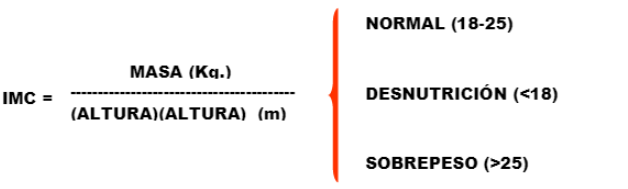 NORMAL (18-25)
MASA (Kg.)
IMC = ----------------------------------------
DESNUTRICIÓN (<18)
(ALTURA)(ALTURA) (m)
SOBREPESO (>25)